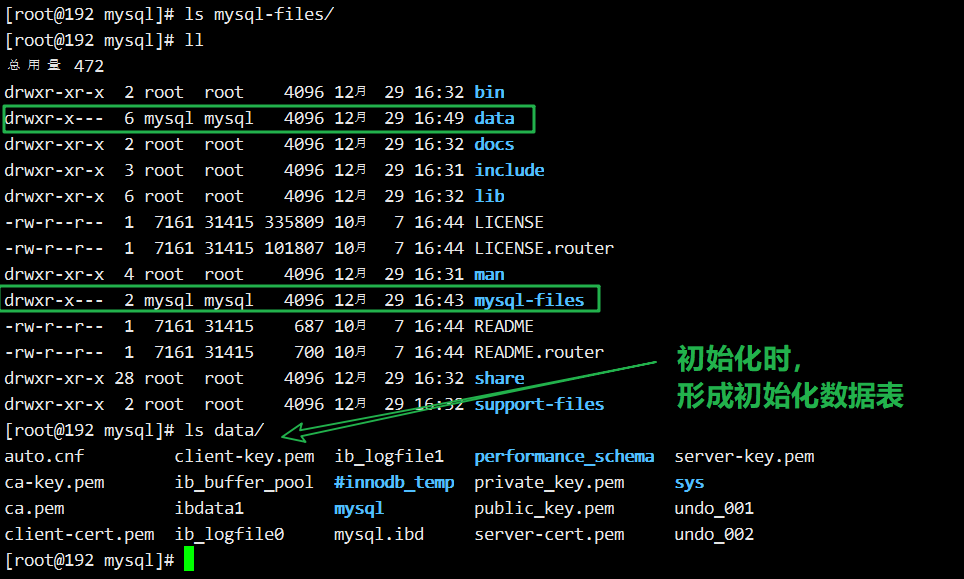 [root@192 mysql]# ls mysql-files/
[root@192 mysql]# ll
总用量 472
drwxr-xr-x  2 root  root    4096 12月  29 16:32 bin
drwxr-x---  6 mysql mysql   4096 12月  29 16:49 data
drwxr-xr-x  2 root  root    4096 12月  29 16:32 docs
drwxr-xr-x  3 root  root    4096 12月  29 16:31 include
drwxr-xr-x  6 root  root    4096 12月  29 16:32 lib
-rw-r--r--  1  7161 31415 335809 10月   7 16:44 LICENSE
-rw-r--r--  1  7161 31415 101807 10月   7 16:44 LICENSE.router
drwxr-xr-x  4 root  root    4096 12月  29 16:31 man
drwxr-x---  2 mysql mysql   4096 12月  29 16:43 mysql-files
-rw-r--r--  1  7161 31415    687 10月   7 16:44 README
-rw-r--r--  1  7161 31415    700 10月   7 16:44 README.router
drwxr-xr-x 28 root  root    4096 12月  29 16:32 share
drwxr-xr-x  2 root  root    4096 12月  29 16:32 support-files
初始化时，
形成初始化数据表
[root@192 mysql]# ls data/
auto.cnf         client-key.pem  ib_logfile1   performance_schema  server-key.pem
ca-key.pem       ib_buffer_pool  #innodb_temp  private_key.pem     sys
ca.pem           ibdata1         mysql         public_key.pem      undo_001
client-cert.pem  ib_logfile0     mysql.ibd     server-cert.pem     undo_002
[root@192 mysql]#